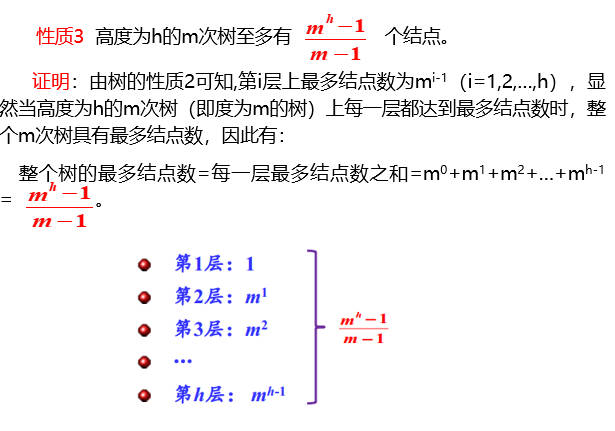 性质3 高度为h的m次树至多有 (m^h-1)/(m-1) 个结点。
证明：由树的性质2可知,第i层上最多结点数为m^(i-1)（i=1,2,…,h），显
然当高度为h的m次树（即度为m的树）上每一层都达到最多结点数时，整
个m次树具有最多结点数，因此有：
整个树的最多结点数=每一层最多结点数之和=m^0+m^1+m^2+…+m^(h-1)
= (m^h-1)/(m-1)。
第1层：1
第2层：m^1
第3层：m^2
…
第h层：m^(h-1)
(m^h-1)/(m-1)